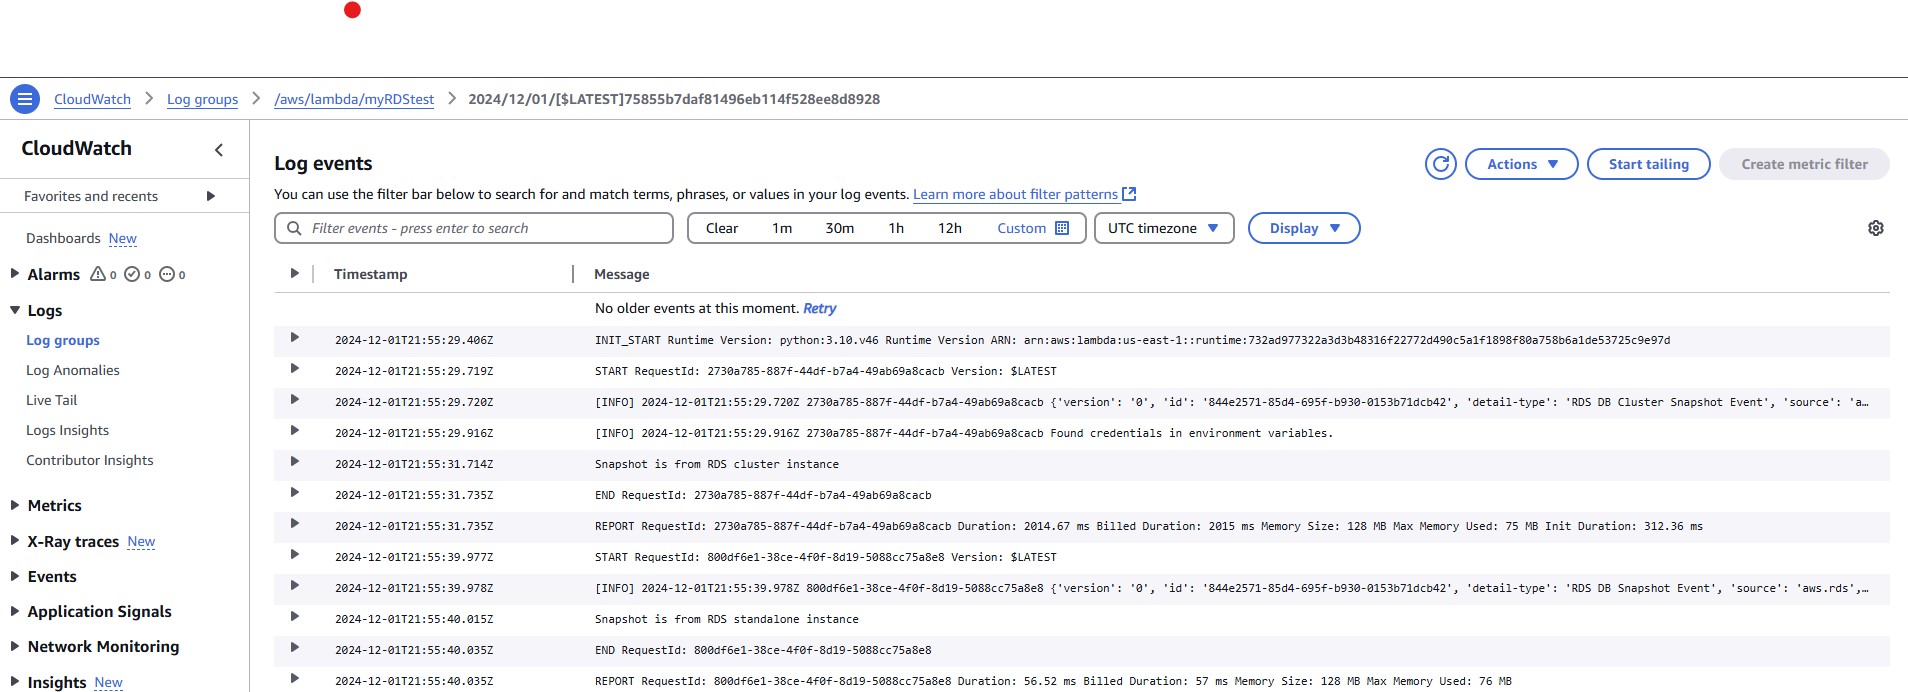 CloudWatch > Log groups > /aws/lambda/myRDStest > 2024/12/01/[$LATEST]75855b7daf81496eb114f528ee8d8928
CloudWatch
Favorites and recents
Dashboards New
Alarms 0 0 0
Logs
Log groups
Log Anomalies
Live Tail
Logs Insights
Contributor Insights
Metrics
X-Ray traces New
Events
Application Signals
Network Monitoring
Insights New
Log events
Actions
Start tailing
Create metric filter
You can use the filter bar below to search for and match terms, phrases, or values in your log events. Learn more about filter patterns
Filter events - press enter to search
Clear 1m 30m 1h 12h Custom
UTC timezone
Display
Timestamp Message
No older events at this moment. Retry
2024-12-01T21:55:29.406Z INIT_START Runtime Version: python:3.10.v46 Runtime Version ARN: arn:aws:lambda:us-east-1::runtime:732ad977322a3d3b48316f22772d490c5a1f1898f80a758b6a1de53725c9e97d
2024-12-01T21:55:29.719Z START RequestId: 2730a785-887f-44df-b7a4-49ab69a8cacb Version: $LATEST
2024-12-01T21:55:29.720Z [INFO] 2024-12-01T21:55:29.720Z 2730a785-887f-44df-b7a4-49ab69a8cacb {'version': '0', 'id': '844e2571-85d4-695f-b930-0153b71dcb42', 'detail-type': 'RDS DB Cluster Snapshot Event', 'source': 'a…
2024-12-01T21:55:29.916Z [INFO] 2024-12-01T21:55:29.916Z 2730a785-887f-44df-b7a4-49ab69a8cacb Found credentials in environment variables.
2024-12-01T21:55:31.714Z Snapshot is from RDS cluster instance
2024-12-01T21:55:31.735Z END RequestId: 2730a785-887f-44df-b7a4-49ab69a8cacb
2024-12-01T21:55:31.735Z REPORT RequestId: 2730a785-887f-44df-b7a4-49ab69a8cacb Duration: 2014.67 ms Billed Duration: 2015 ms Memory Size: 128 MB Max Memory Used: 75 MB Init Duration: 312.36 ms
2024-12-01T21:55:39.977Z START RequestId: 800df6e1-38ce-4f0f-8d19-5088cc75a8e8 Version: $LATEST
2024-12-01T21:55:39.978Z [INFO] 2024-12-01T21:55:39.978Z 800df6e1-38ce-4f0f-8d19-5088cc75a8e8 {'version': '0', 'id': '844e2571-85d4-695f-b930-0153b71dcb42', 'detail-type': 'RDS DB Snapshot Event', 'source': 'aws.rds',…
2024-12-01T21:55:40.015Z Snapshot is from RDS standalone instance
2024-12-01T21:55:40.035Z END RequestId: 800df6e1-38ce-4f0f-8d19-5088cc75a8e8
2024-12-01T21:55:40.035Z REPORT RequestId: 800df6e1-38ce-4f0f-8d19-5088cc75a8e8 Duration: 56.52 ms Billed Duration: 57 ms Memory Size: 128 MB Max Memory Used: 76 MB